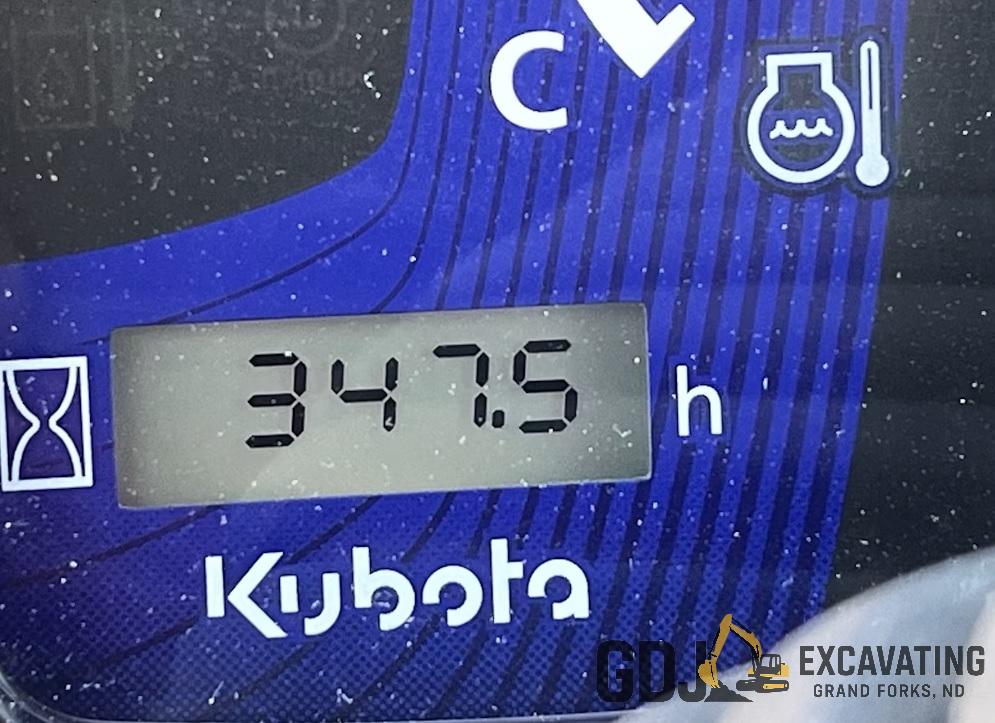 C
347.5 h
Kubota
GDJ EXCAVATING
GRAND FORKS, ND